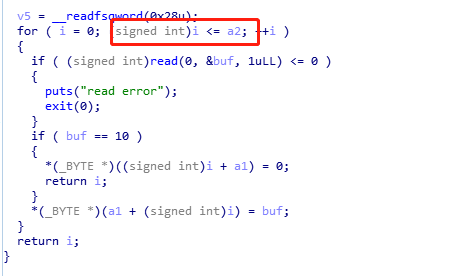 v5 = __readfsqword(0x28u);
for ( i = 0; (signed int)i <= a2; ++i )
{
if ( (signed int)read(0, &buf, 1uLL) <= 0 )
{
puts("read error");
exit(0);
}
if ( buf == 10 )
{
*(_BYTE *)((signed int)i + a1) = 0;
return i;
}
*(_BYTE *)(a1 + (signed int)i) = buf;
}
return i;
}